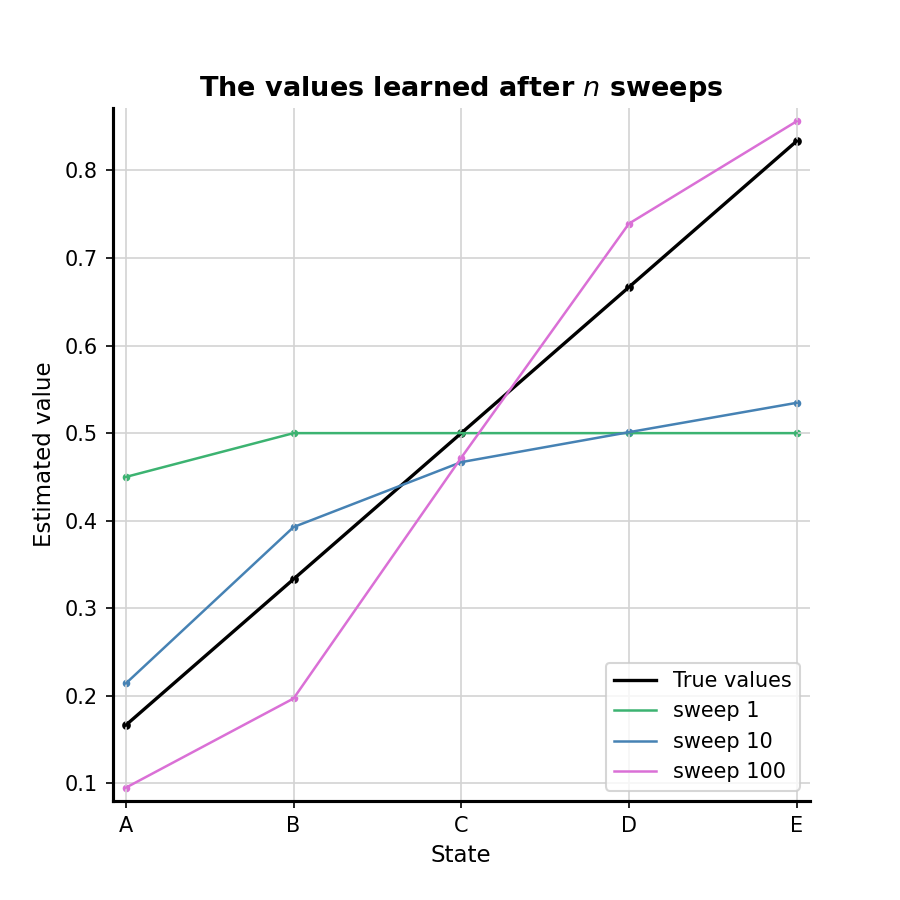 The values learned after n sweeps
Estimated value
0.8
0.7
0.6
0.5
0.4
0.3
0.2
0.1
A B C D E
State
True values
sweep 1
sweep 10
sweep 100